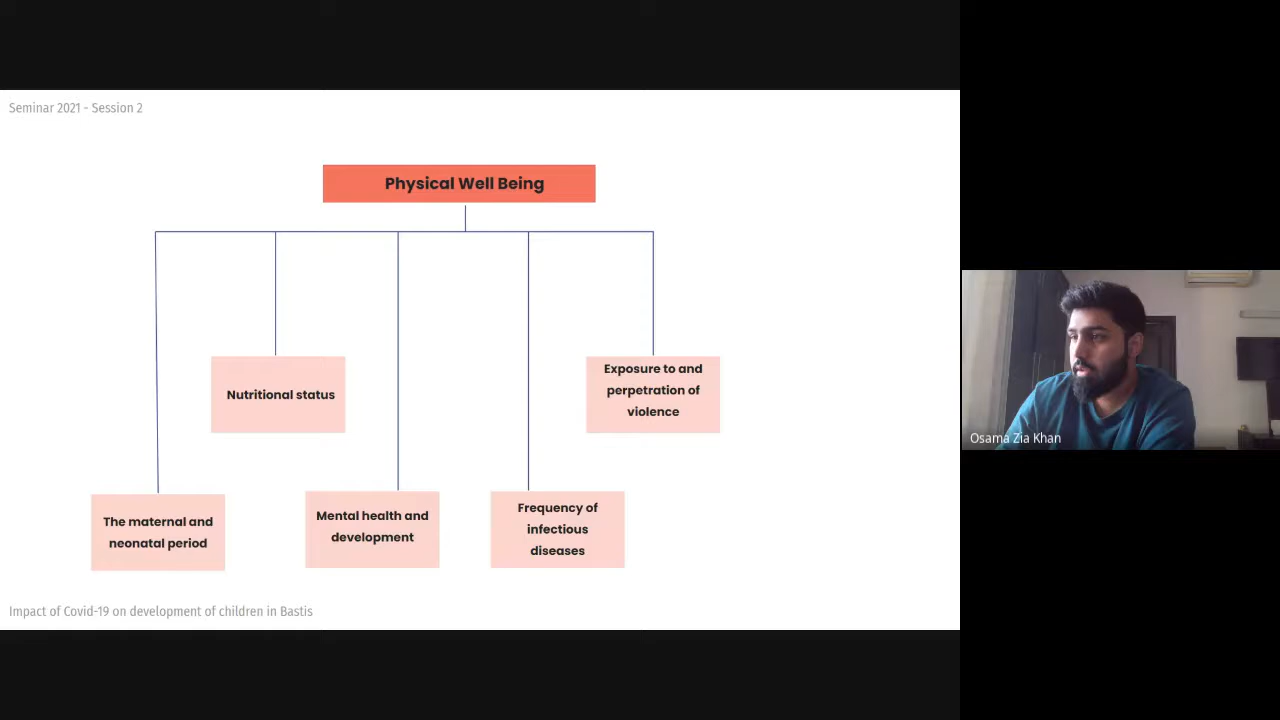 Seminar 2021 - Session 2
Physical Well Being
Nutritional status
Exposure to and
perpetration of
violence
The maternal and
neonatal period
Mental health and
development
Frequency of
infectious
diseases
Impact of Covid-19 on development of children in Bastis
Osama Zia Khan